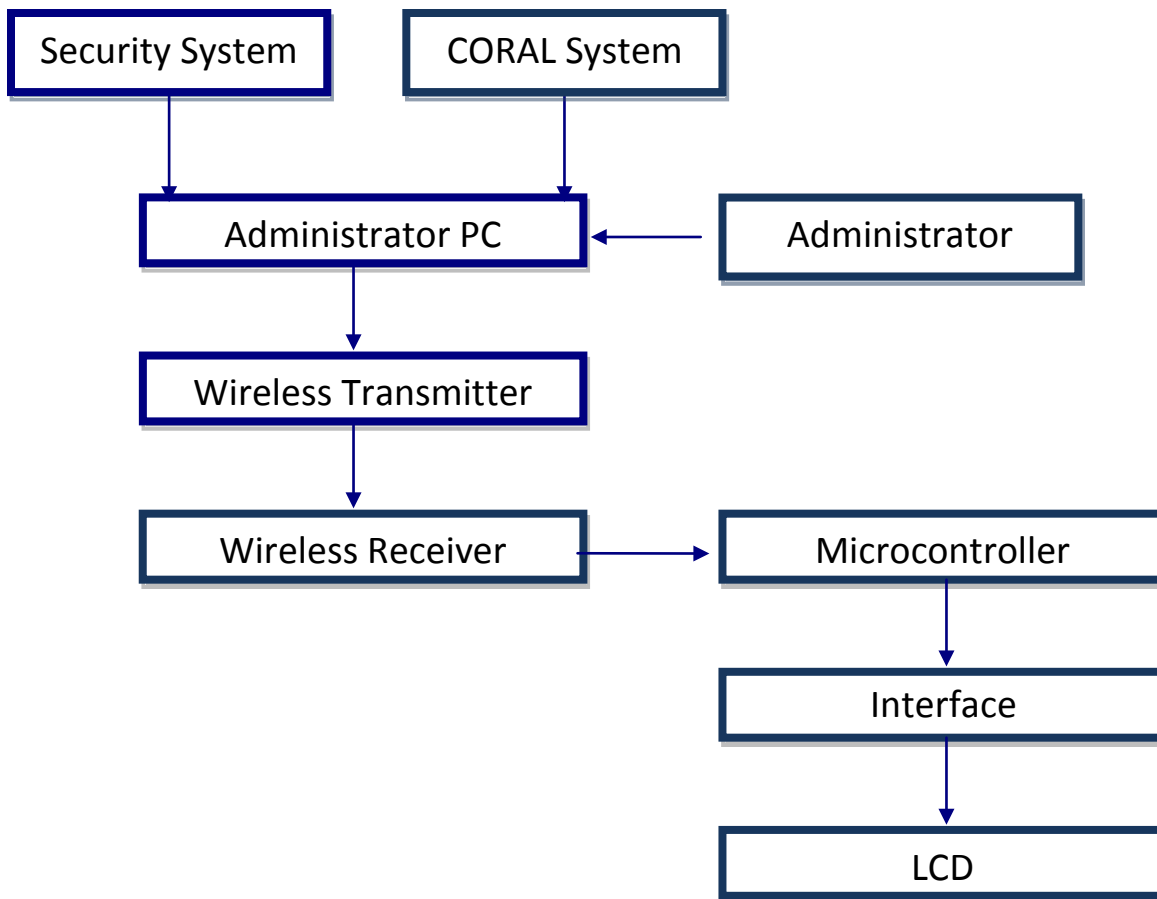 Security System
CORAL System
Administrator PC
Administrator
Wireless Transmitter
Wireless Receiver
Microcontroller
Interface
LCD